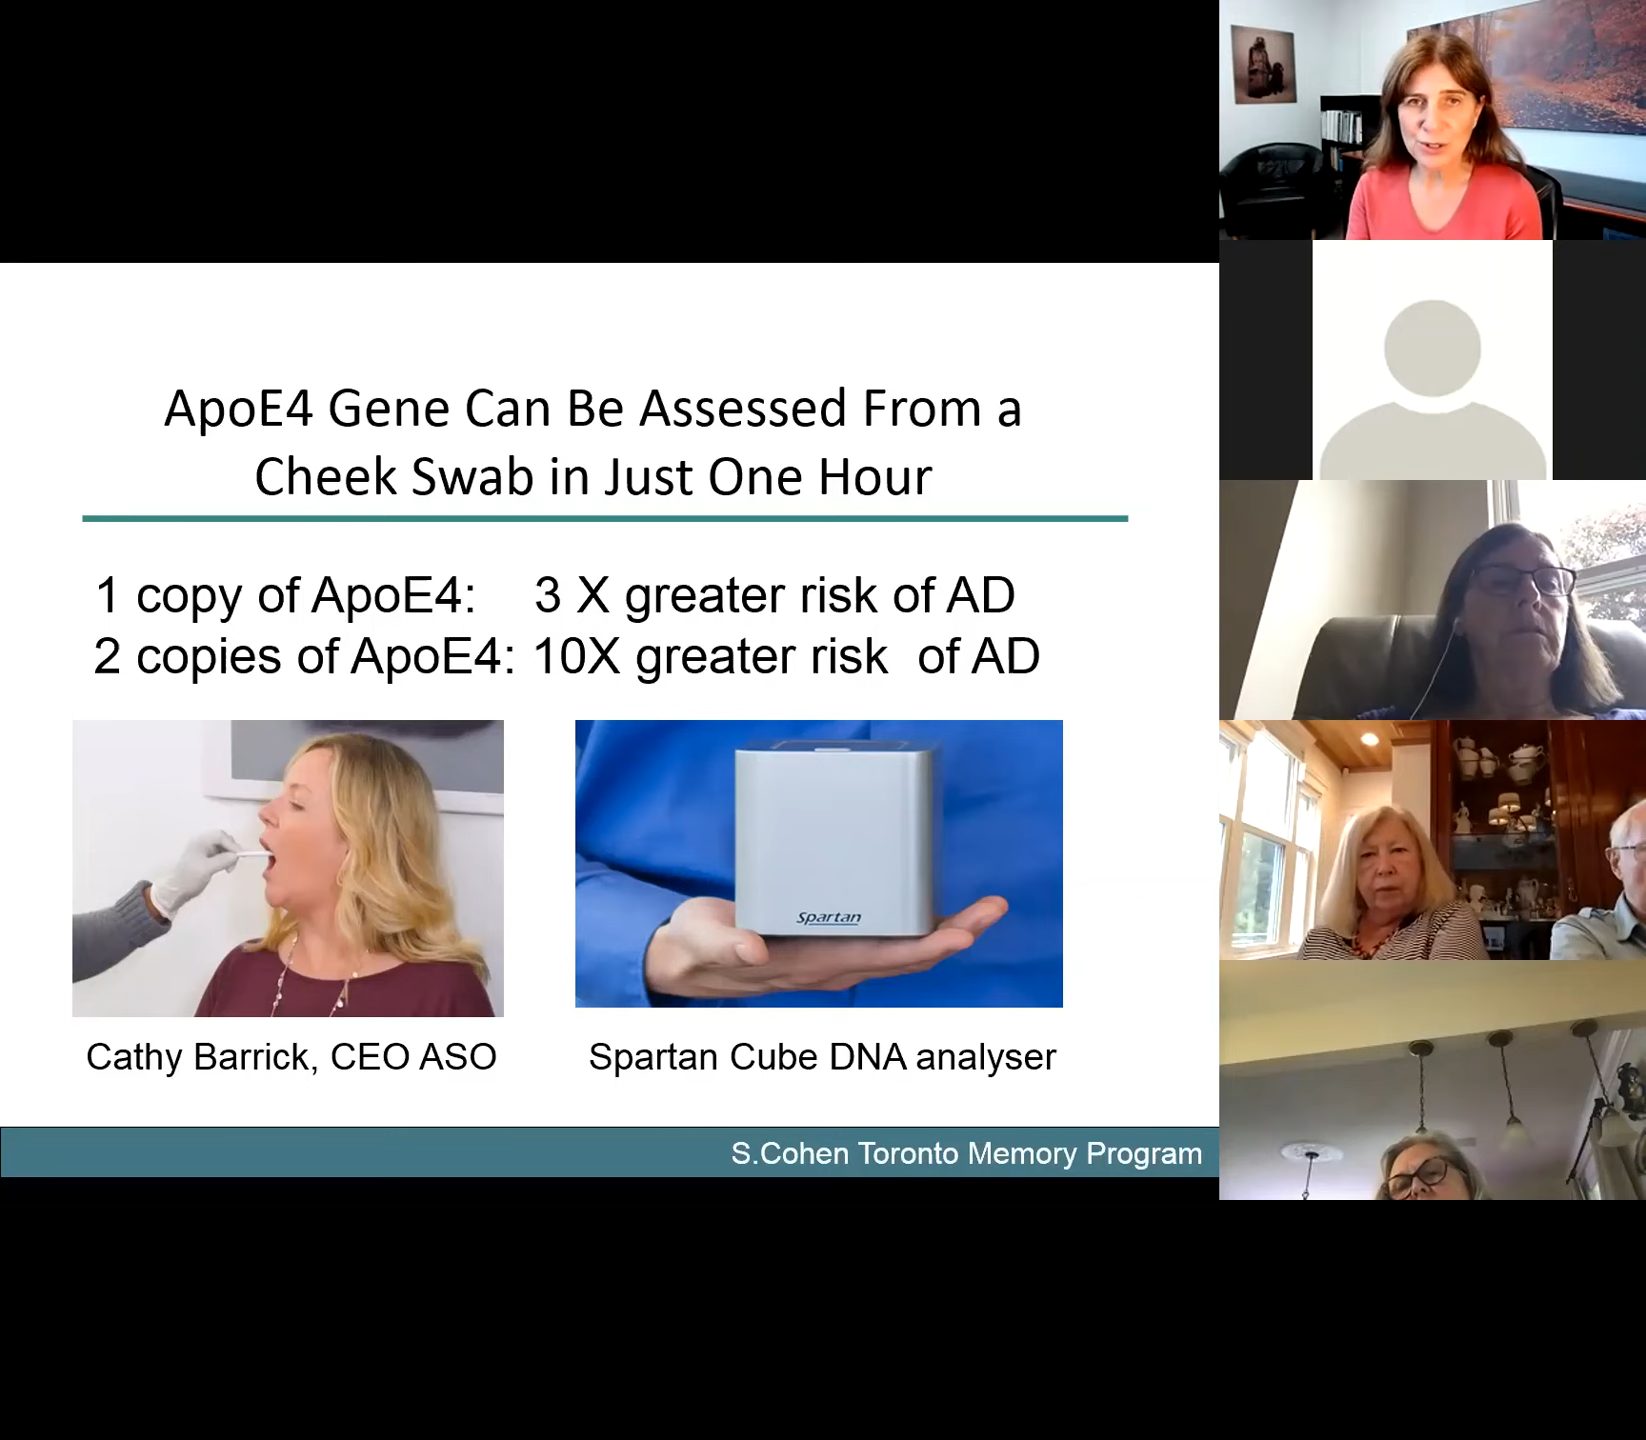 ApoE4 Gene Can Be Assessed From a
Cheek Swab in Just One Hour
1 copy of ApoE4: 3 X greater risk of AD
2 copies of ApoE4: 10X greater risk of AD
Spartan
Cathy Barrick, CEO ASO
Spartan Cube DNA analyser
S.Cohen Toronto Memory Program